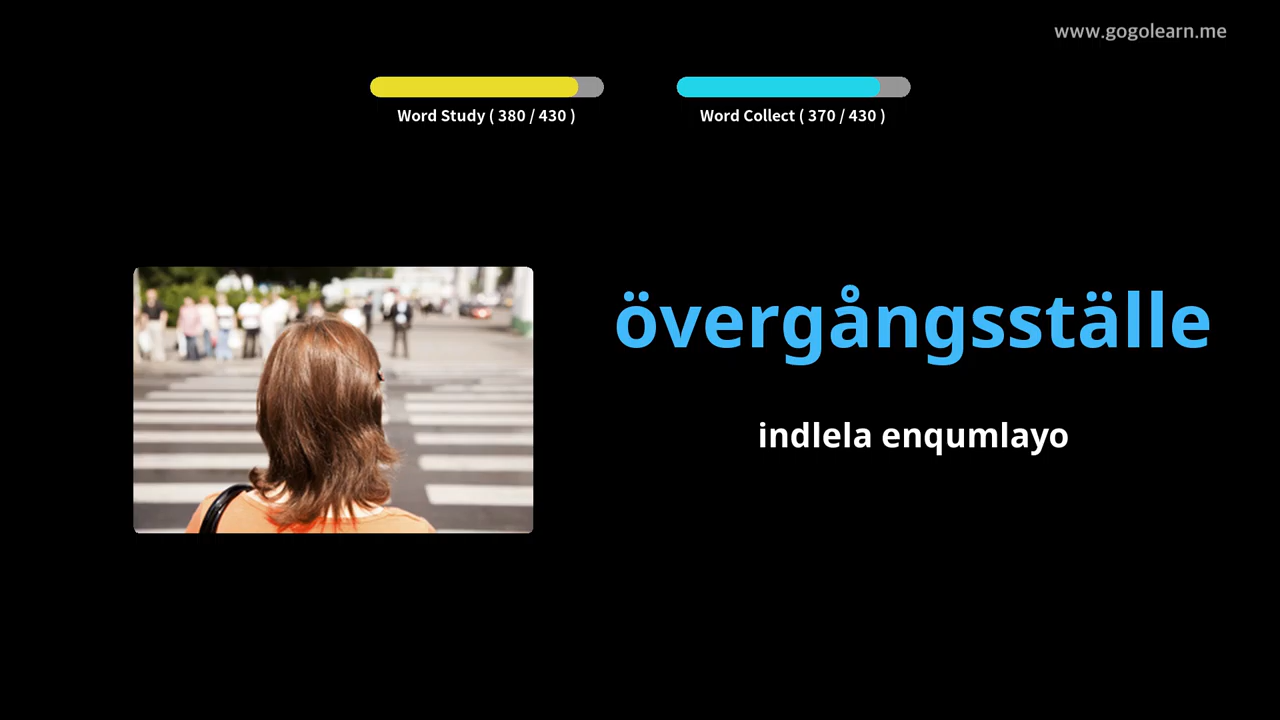 www.gogolearn.me
Word Study ( 380 / 430 )
Word Collect ( 370 / 430 )
övergångsställe
indlela enqumlayo